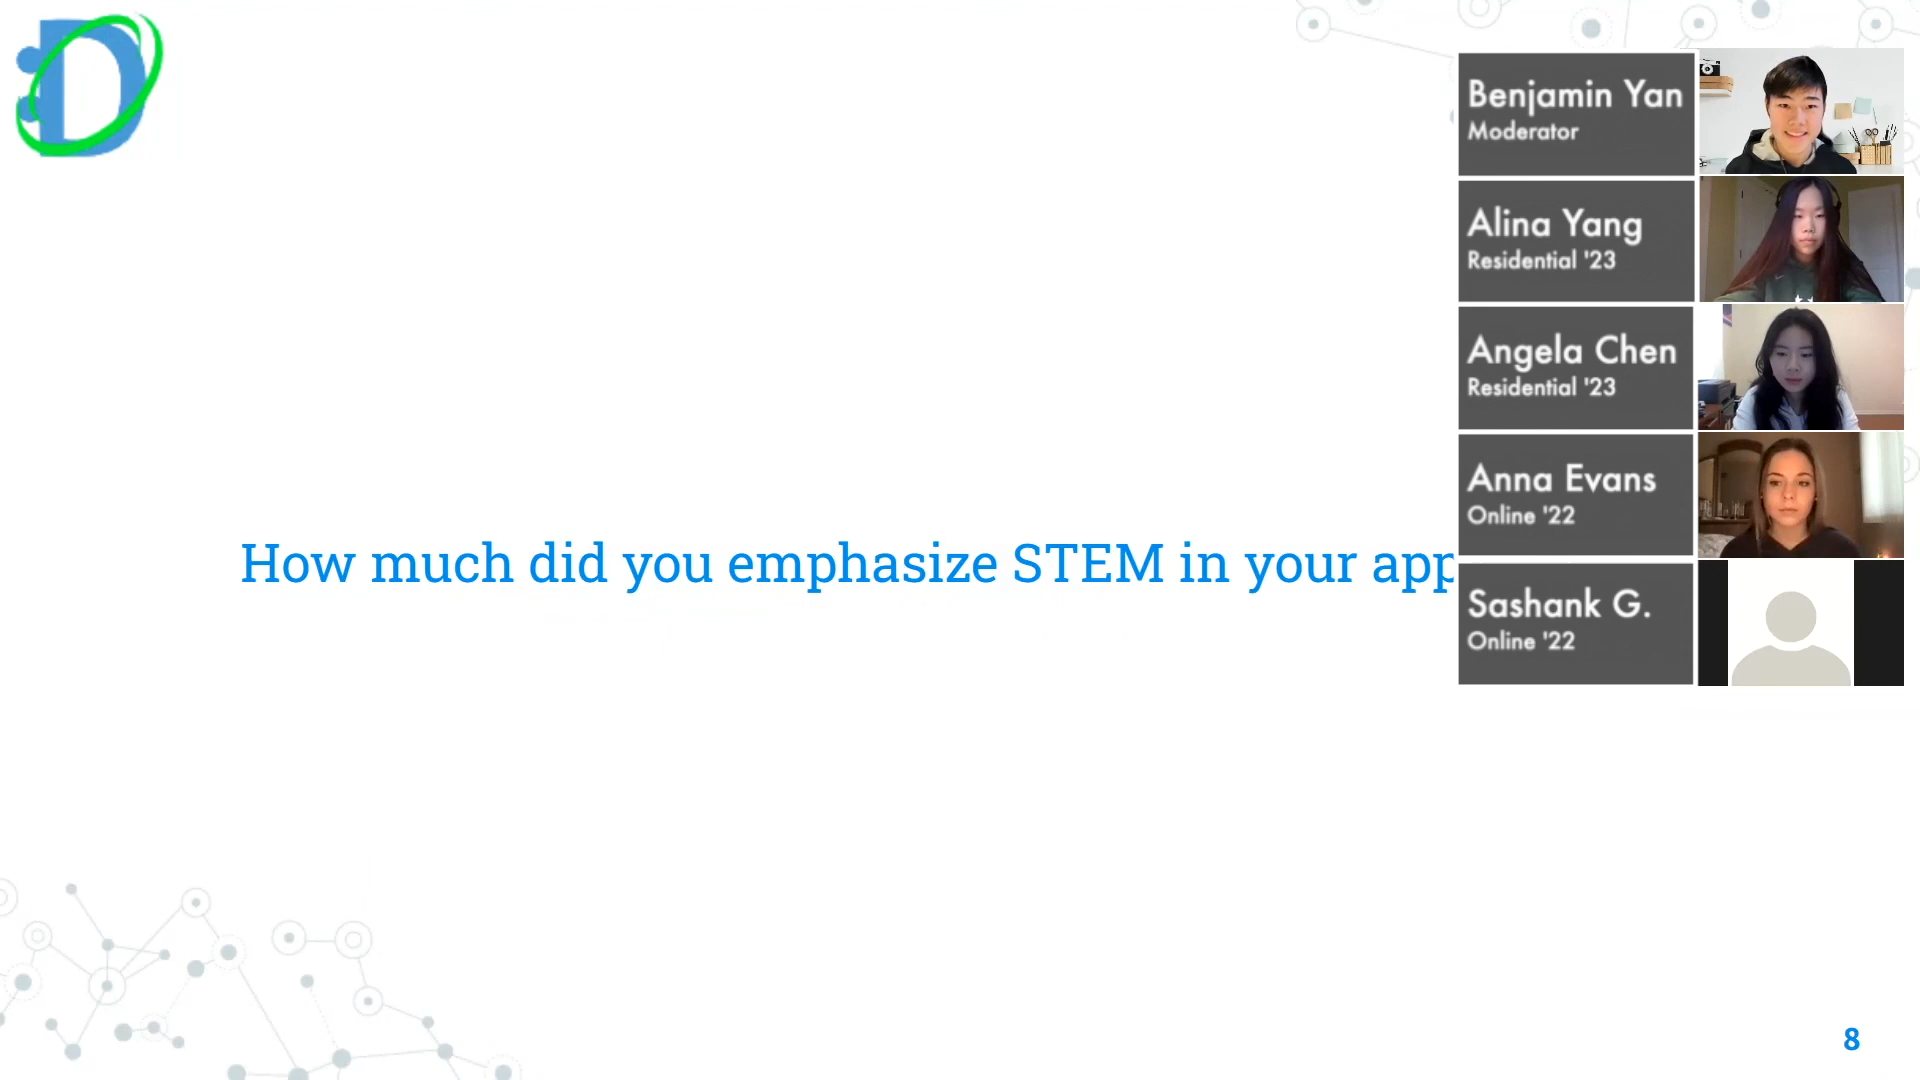 How much did you emphasize STEM in your app
Benjamin Yan
Moderator
Alina Yang
Residential '23
Angela Chen
Residential '23
Anna Evans
Online '22
Sashank G.
Online '22
8